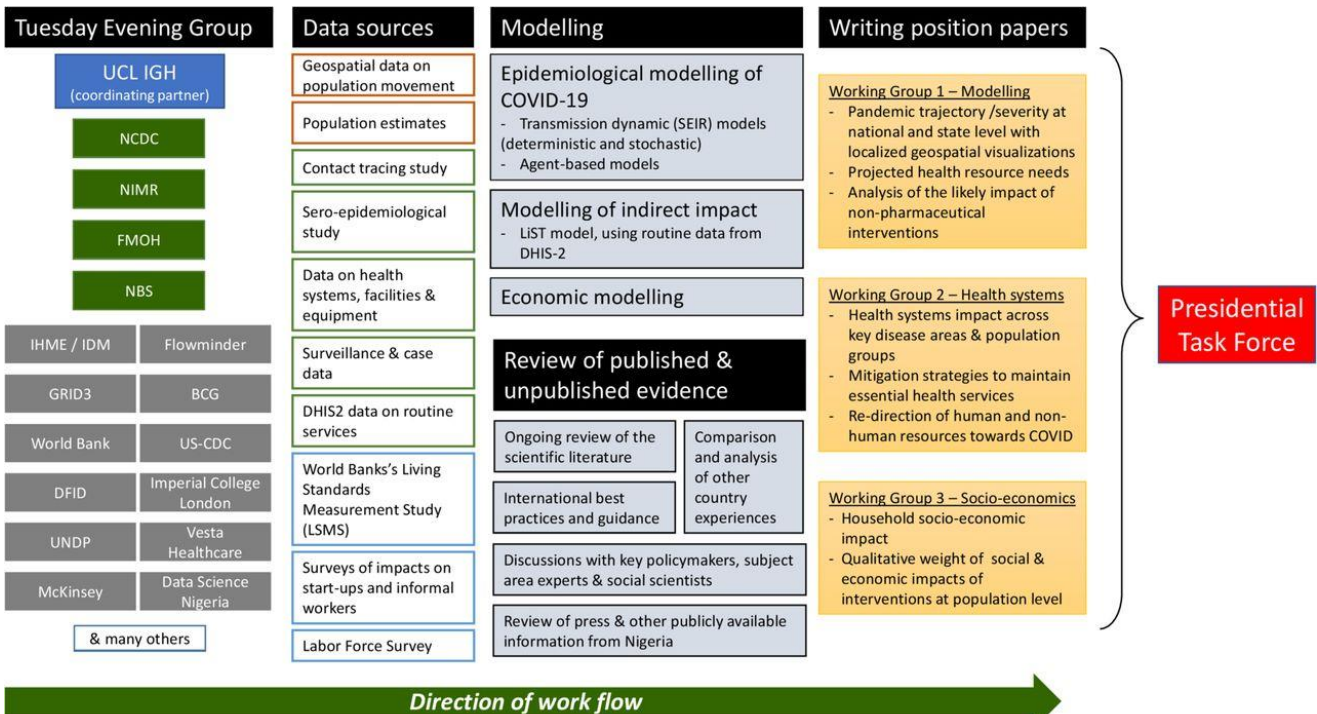 Tuesday Evening Group
UCL IGH
(coordinating partner)
NCDC
NIMR
FMOH
NBS
IHME / IDM
Flowminder
GRID3
BCG
World Bank
US-CDC
DFID
Imperial College
London
UNDP
Vesta
Healthcare
McKinsey
Data Science
Nigeria
& many others
Data sources
Geospatial data on
population movement
Population estimates
Contact tracing study
Sero-epidemiological
study
Data on health
systems, facilities &
equipment
Surveillance & case
data
DHIS2 data on routine
services
World Banks's Living
Standards
Measurement Study
(LSMS)
Surveys of impacts on
start-ups and informal
workers
Labor Force Survey
Modelling
Epidemiological modelling of
COVID-19
- Transmission dynamic (SEIR) models
(deterministic and stochastic)
- Agent-based models
Modelling of indirect impact
- LiST model, using routine data from
DHIS-2
Economic modelling
Review of published &
unpublished evidence
Ongoing review of the
scientific literature
International best
practices and guidance
Comparison
and analysis
of other
country
experiences
Discussions with key policymakers, subject
area experts & social scientists
Review of press & other publicly available
information from Nigeria
Writing position papers
Working Group 1 – Modelling
- Pandemic trajectory /severity at
national and state level with
localized geospatial visualizations
- Projected health resource needs
- Analysis of the likely impact of
non-pharmaceutical
interventions
Working Group 2 – Health systems
- Health systems impact across
key disease areas & population
groups
- Mitigation strategies to maintain
essential health services
- Re-direction of human and non-
human resources towards COVID
Working Group 3 – Socio-economics
- Household socio-economic
impact
- Qualitative weight of social &
economic impacts of
interventions at population level
Presidential
Task Force
Direction of work flow